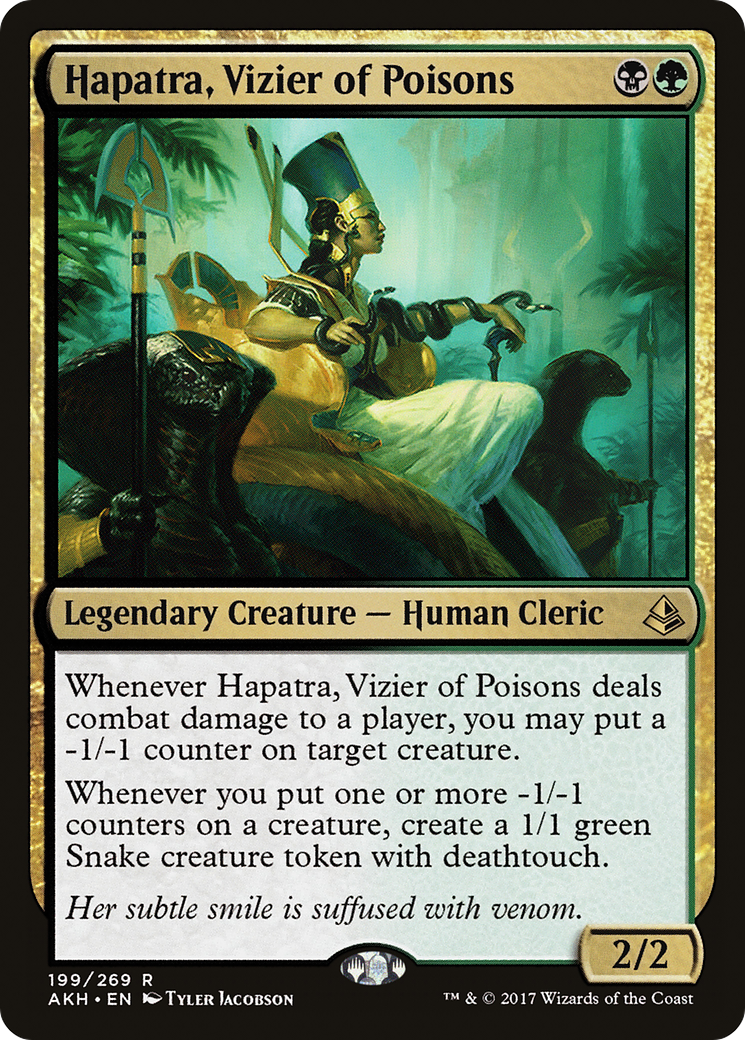 Hapatra, Vizier of Poisons
Legendary Creature — Human Cleric
Whenever Hapatra, Vizier of Poisons deals
combat damage to a player, you may put a
-1/-1 counter on target creature.
Whenever you put one or more -1/-1
counters on a creature, create a 1/1 green
Snake creature token with deathtouch.
Her subtle smile is suffused with venom.
2/2
199/269 R
AKH • EN Tyler Jacobson
™ & © 2017 Wizards of the Coast